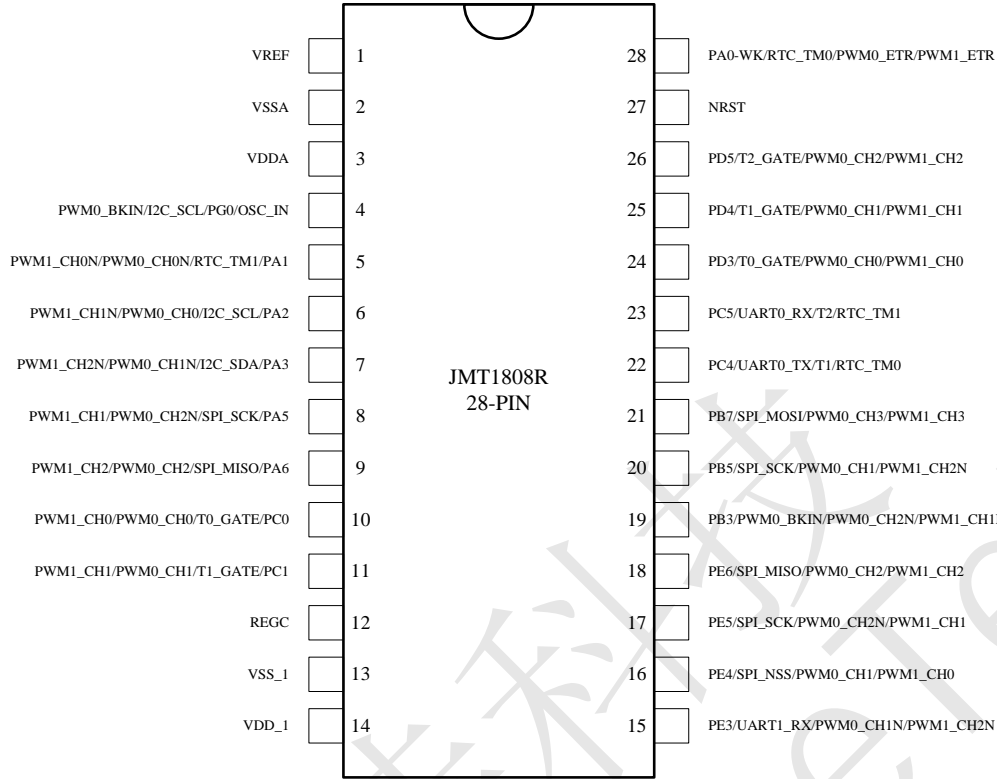 VREF 1
VSSA 2
VDDA 3
PWM0_BKIN/I2C_SCL/PG0/OSC_IN 4
PWM1_CH0N/PWM0_CH0N/RTC_TM1/PA1 5
PWM1_CH1N/PWM0_CH0/I2C_SCL/PA2 6
PWM1_CH2N/PWM0_CH1N/I2C_SDA/PA3 7
PWM1_CH1/PWM0_CH2N/SPI_SCK/PA5 8
PWM1_CH2/PWM0_CH2/SPI_MISO/PA6 9
PWM1_CH0/PWM0_CH0/T0_GATE/PC0 10
PWM1_CH1/PWM0_CH1/T1_GATE/PC1 11
REGC 12
VSS_1 13
VDD_1 14
JMT1808R
28-PIN
28 PA0-WK/RTC_TM0/PWM0_ETR/PWM1_ETR
27 NRST
26 PD5/T2_GATE/PWM0_CH2/PWM1_CH2
25 PD4/T1_GATE/PWM0_CH1/PWM1_CH1
24 PD3/T0_GATE/PWM0_CH0/PWM1_CH0
23 PC5/UART0_RX/T2/RTC_TM1
22 PC4/UART0_TX/T1/RTC_TM0
21 PB7/SPI_MOSI/PWM0_CH3/PWM1_CH3
20 PB5/SPI_SCK/PWM0_CH1/PWM1_CH2N
19 PB3/PWM0_BKIN/PWM0_CH2N/PWM1_CH1
18 PE6/SPI_MISO/PWM0_CH2/PWM1_CH2
17 PE5/SPI_SCK/PWM0_CH2N/PWM1_CH1
16 PE4/SPI_NSS/PWM0_CH1/PWM1_CH0
15 PE3/UART1_RX/PWM0_CH1N/PWM1_CH2N
科技